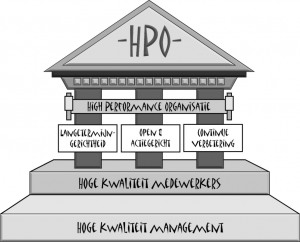 -HPO-
HIGH PERFORMANCE ORGANISATIE
LANGETERMIJN-
GERICHTHEID
OPEN &
ACTIEGERICHT
CONTINUE
VERBETERING
HOGE KWALITEIT MEDEWERKERS
HOGE KWALITEIT MANAGEMENT